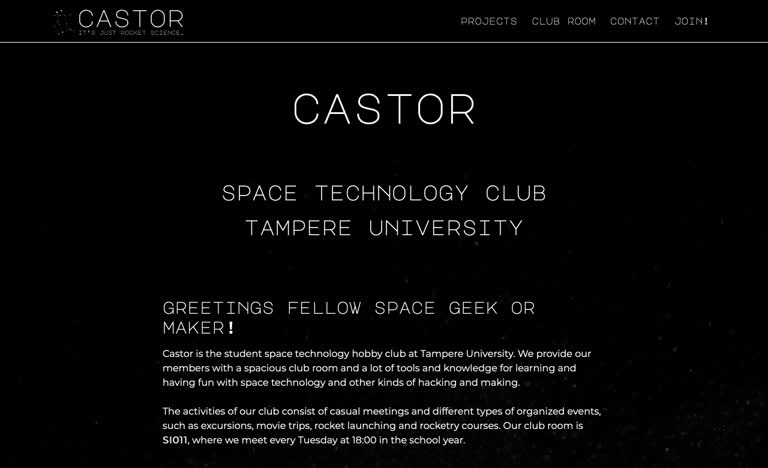 CASTOR
IT'S JUST ROCKET SCIENCE.
PROJECTS CLUB ROOM CONTACT JOIN!
CASTOR
SPACE TECHNOLOGY CLUB
TAMPERE UNIVERSITY
GREETINGS FELLOW SPACE GEEK OR
MAKER!
Castor is the student space technology hobby club at Tampere University. We provide our
members with a spacious club room and a lot of tools and knowledge for learning and
having fun with space technology and other kinds of hacking and making.
The activities of our club consist of casual meetings and different types of organized events,
such as excursions, movie trips, rocket launching and rocketry courses. Our club room is
SI011, where we meet every Tuesday at 18:00 in the school year.